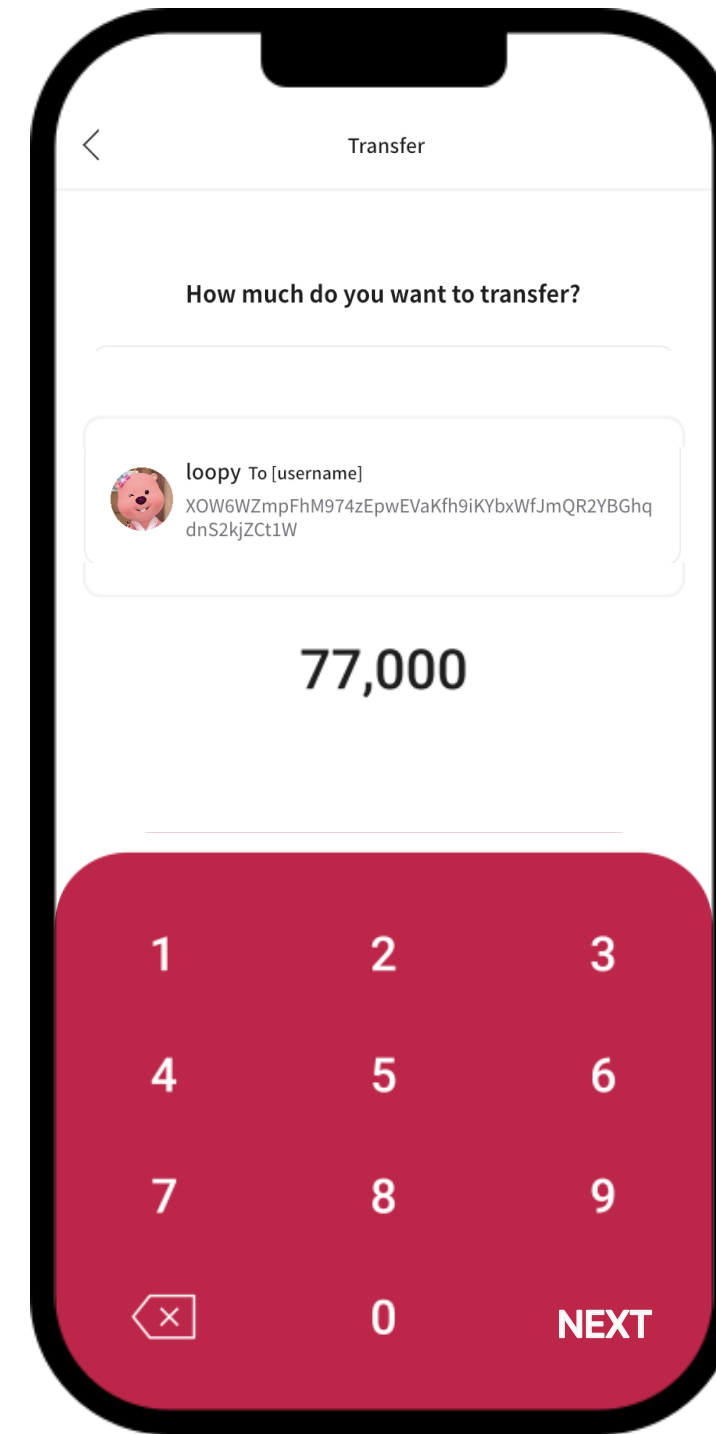 Transfer
How much do you want to transfer?
loopy To [username]
XOW6WZmpFhM974zEpwEVaKfh9iKYbxWfJmQR2YBGhq
dnS2kjZCt1W
77,000
1 2 3
4 5 6
7 8 9
0 NEXT